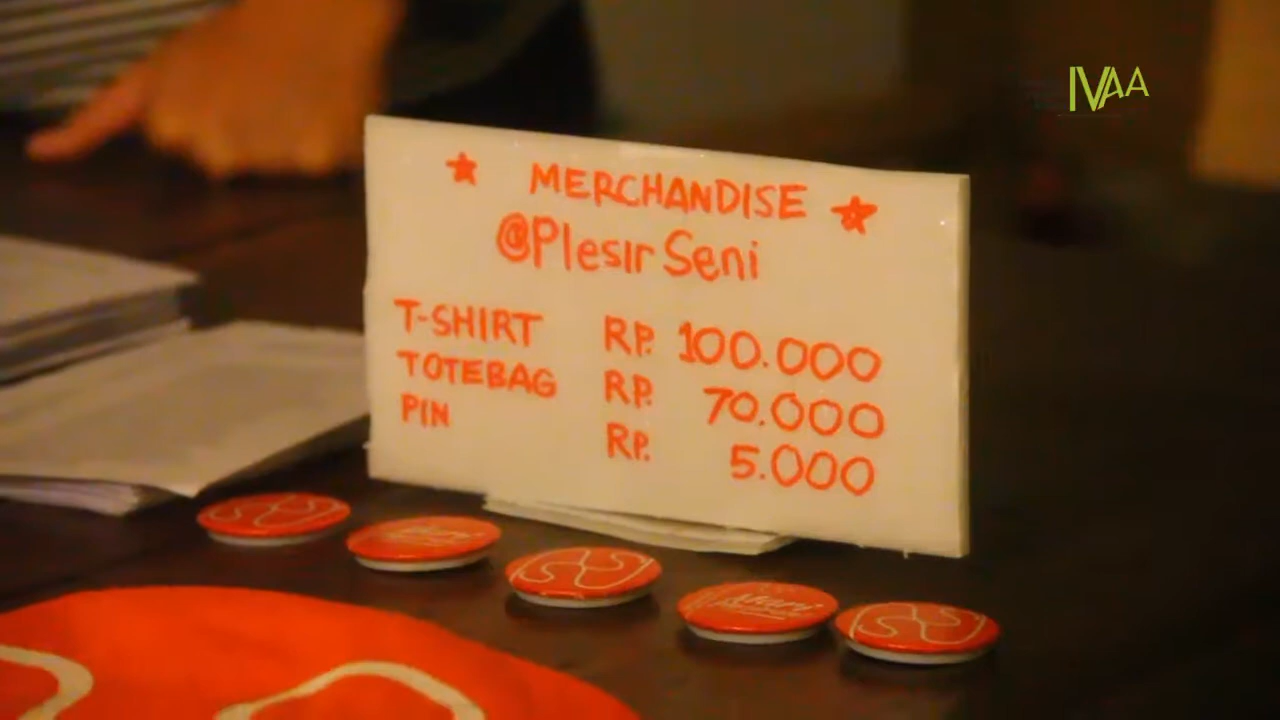 IVAA
★ MERCHANDISE ★
@Plesir Seni
T-SHIRT RP. 100.000
TOTEBAG RP. 70.000
PIN RP. 5.000